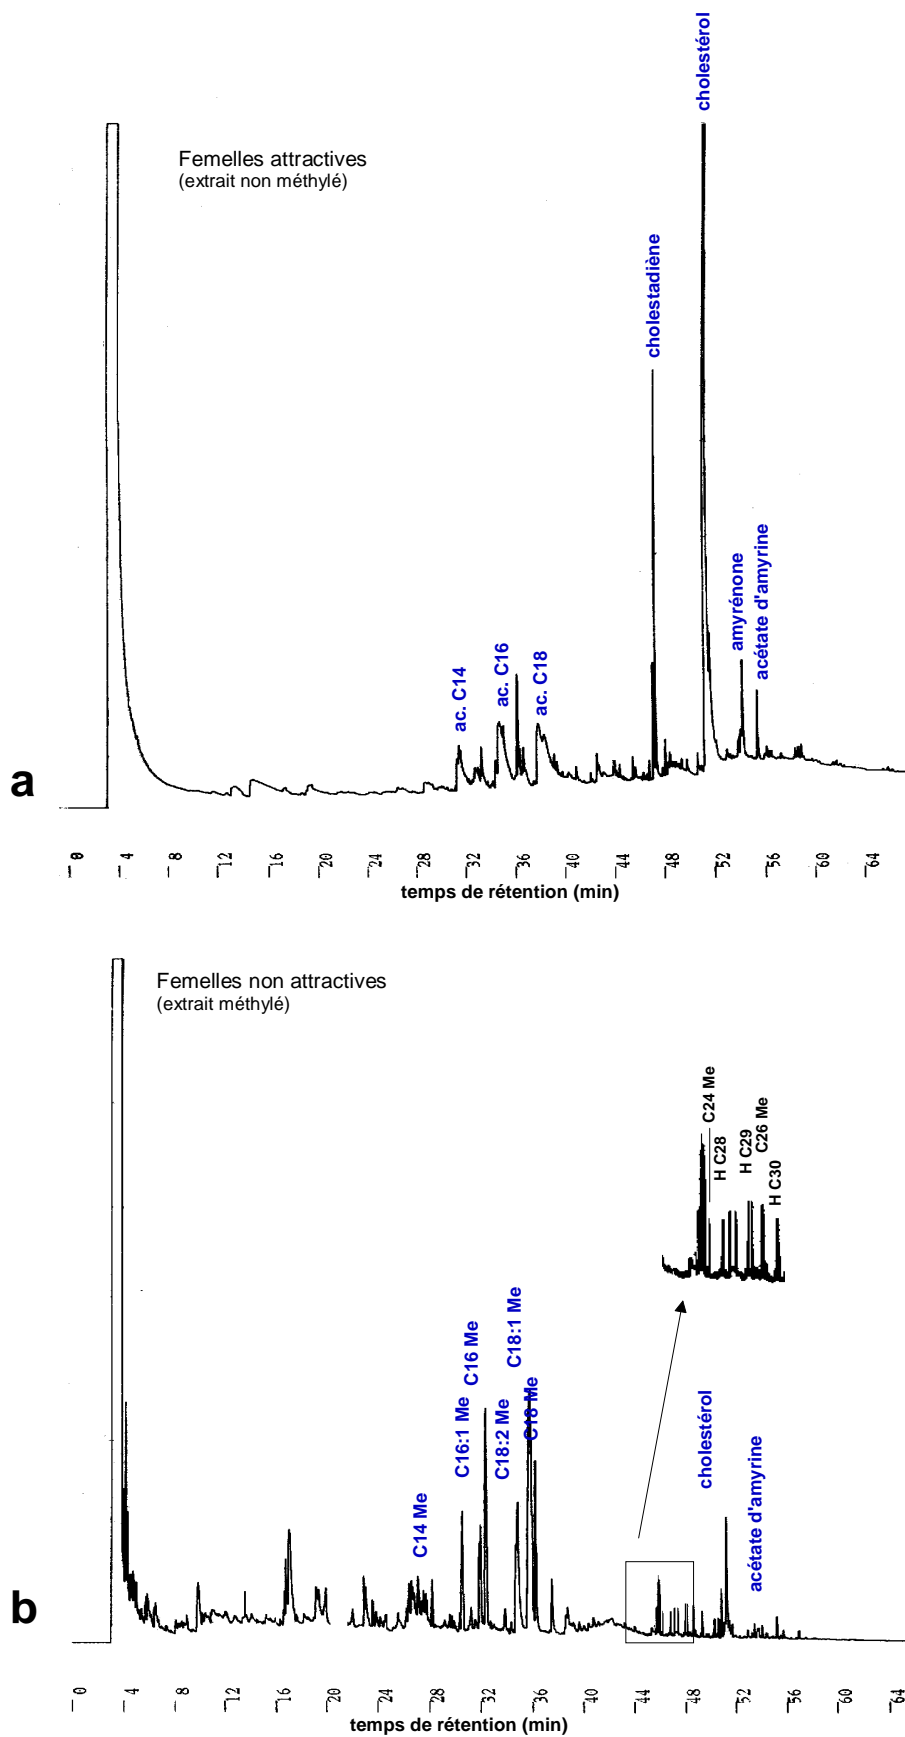 cholestérol
Femelles attractives
(extrait non méthylé)
cholestadiène
amyrénone
acétate d'amyrine
ac. C14
ac. C16
ac. C18
a
0 4 8 12 16 20 24 28 32 36 40 44 48 52 56 60 64
temps de rétention (min)
Femelles non attractives
(extrait méthylé)
C24 Me
H C28
H C29
C26 Me
H C30
C14 Me
C16:1 Me
C16 Me
C18:2 Me
C18:1 Me
C18 Me
cholestérol
acétate d'amyrine
b
0 4 8 12 16 20 24 28 32 36 40 44 48 52 56 60 64
temps de rétention (min)